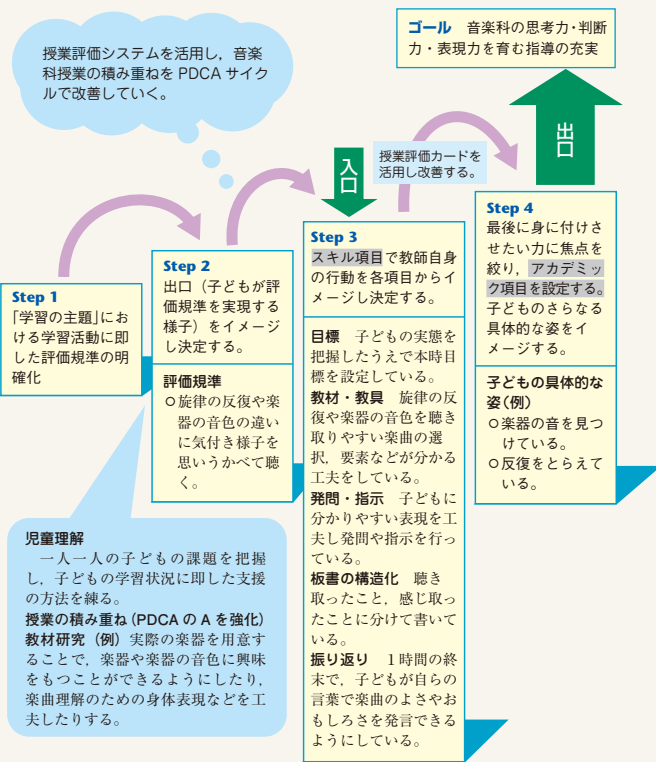 授業評価システムを活用し，音楽
科授業の積み重ねを PDCA サイク
ルで改善していく。
ゴール　音楽科の思考力・判断
力・表現力を育む指導の充実
出口
入口
授業評価カードを
活用し改善する。
Step 1
「学習の主題」にお
ける学習活動に即
した評価規準の明
確化
Step 2
出口（子どもが評
価規準を実現する
様子）をイメージ
し決定する。
評価規準
○旋律の反復や楽
器の音色の違い
に気付き様子を
思いうかべて聴
く。
Step 3
スキル項目で教師自身
の行動を各項目からイ
メージし決定する。
目標　子どもの実態を
把握したうえで本時目
標を設定している。
教材・教具　旋律の反
復や楽器の音色を聴き
取りやすい楽曲の選
択，要素などが分かる
工夫をしている。
発問・指示　子どもに
分かりやすい表現を工
夫し発問や指示を行っ
ている。
板書の構造化　聴き
取ったこと，感じ取っ
たことに分けて書いて
いる。
振り返り　１時間の終
末で，子どもが自らの
言葉で楽曲のよさやお
もしろさを発言できる
ようにしている。
Step 4
最後に身に付けさ
せたい力に焦点を
絞り，アカデミッ
ク項目を設定する。
子どものさらなる
具体的な姿をイ
メージする。
子どもの具体的な
姿(例)
○楽器の音を見つ
けている。
○反復をとらえて
いる。
児童理解
一人一人の子どもの課題を把握
し，子どもの学習状況に即した支援
の方法を練る。
授業の積み重ね(PDCA の A を強化)
教材研究（例）実際の楽器を用意す
ることで，楽器や楽器の音色に興味
をもつことができるようにしたり，
楽曲理解のための身体表現などを工
夫したりする。